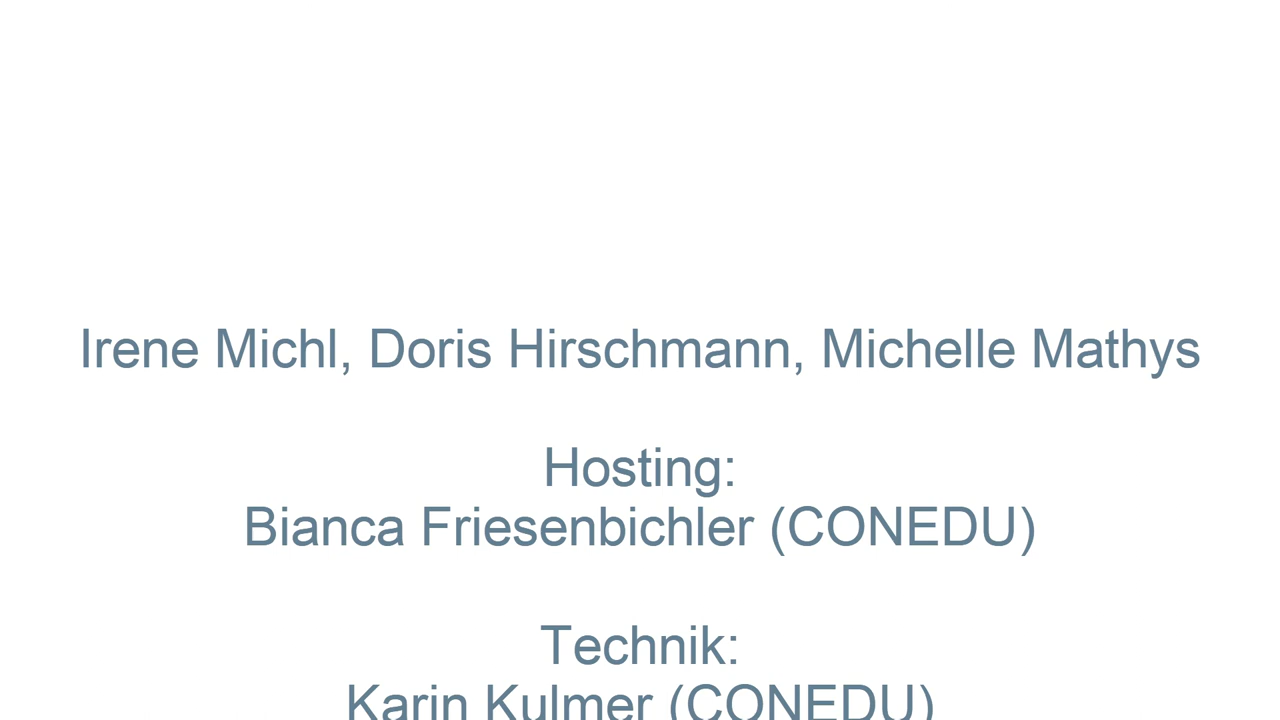 Irene Michl, Doris Hirschmann, Michelle Mathys
Hosting:
Bianca Friesenbichler (CONEDU)
Technik:
Karin Kulmer (CONEDU)